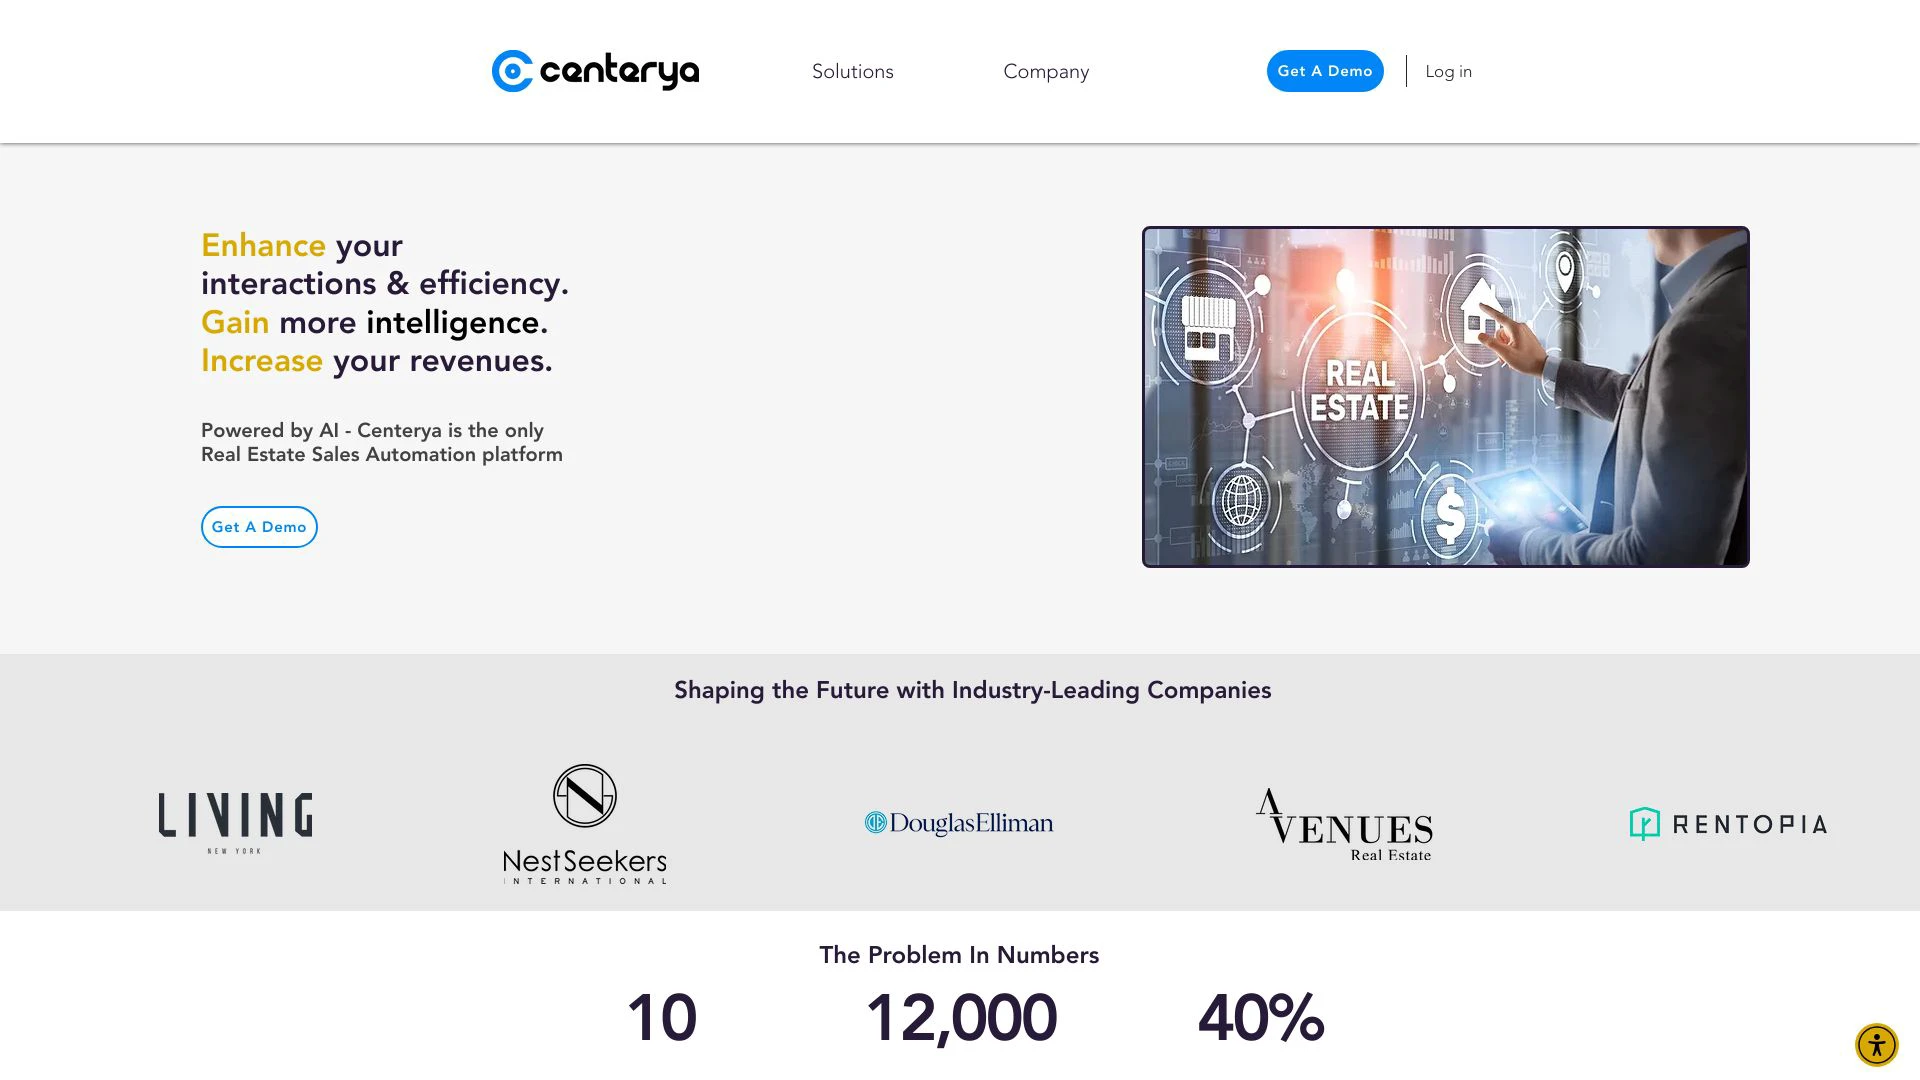 centerya
Solutions
Company
Get A Demo
Log in
Enhance your
interactions & efficiency.
Gain more intelligence.
Increase your revenues.
Powered by AI - Centerya is the only
Real Estate Sales Automation platform
Get A Demo
REAL
ESTATE
$
Shaping the Future with Industry-Leading Companies
LIVING
NEW YORK
NestSeekers
INTERNATIONAL
DE DouglasElliman
AVENUES
Real Estate
RENTOPIA
The Problem In Numbers
10
12,000
40%